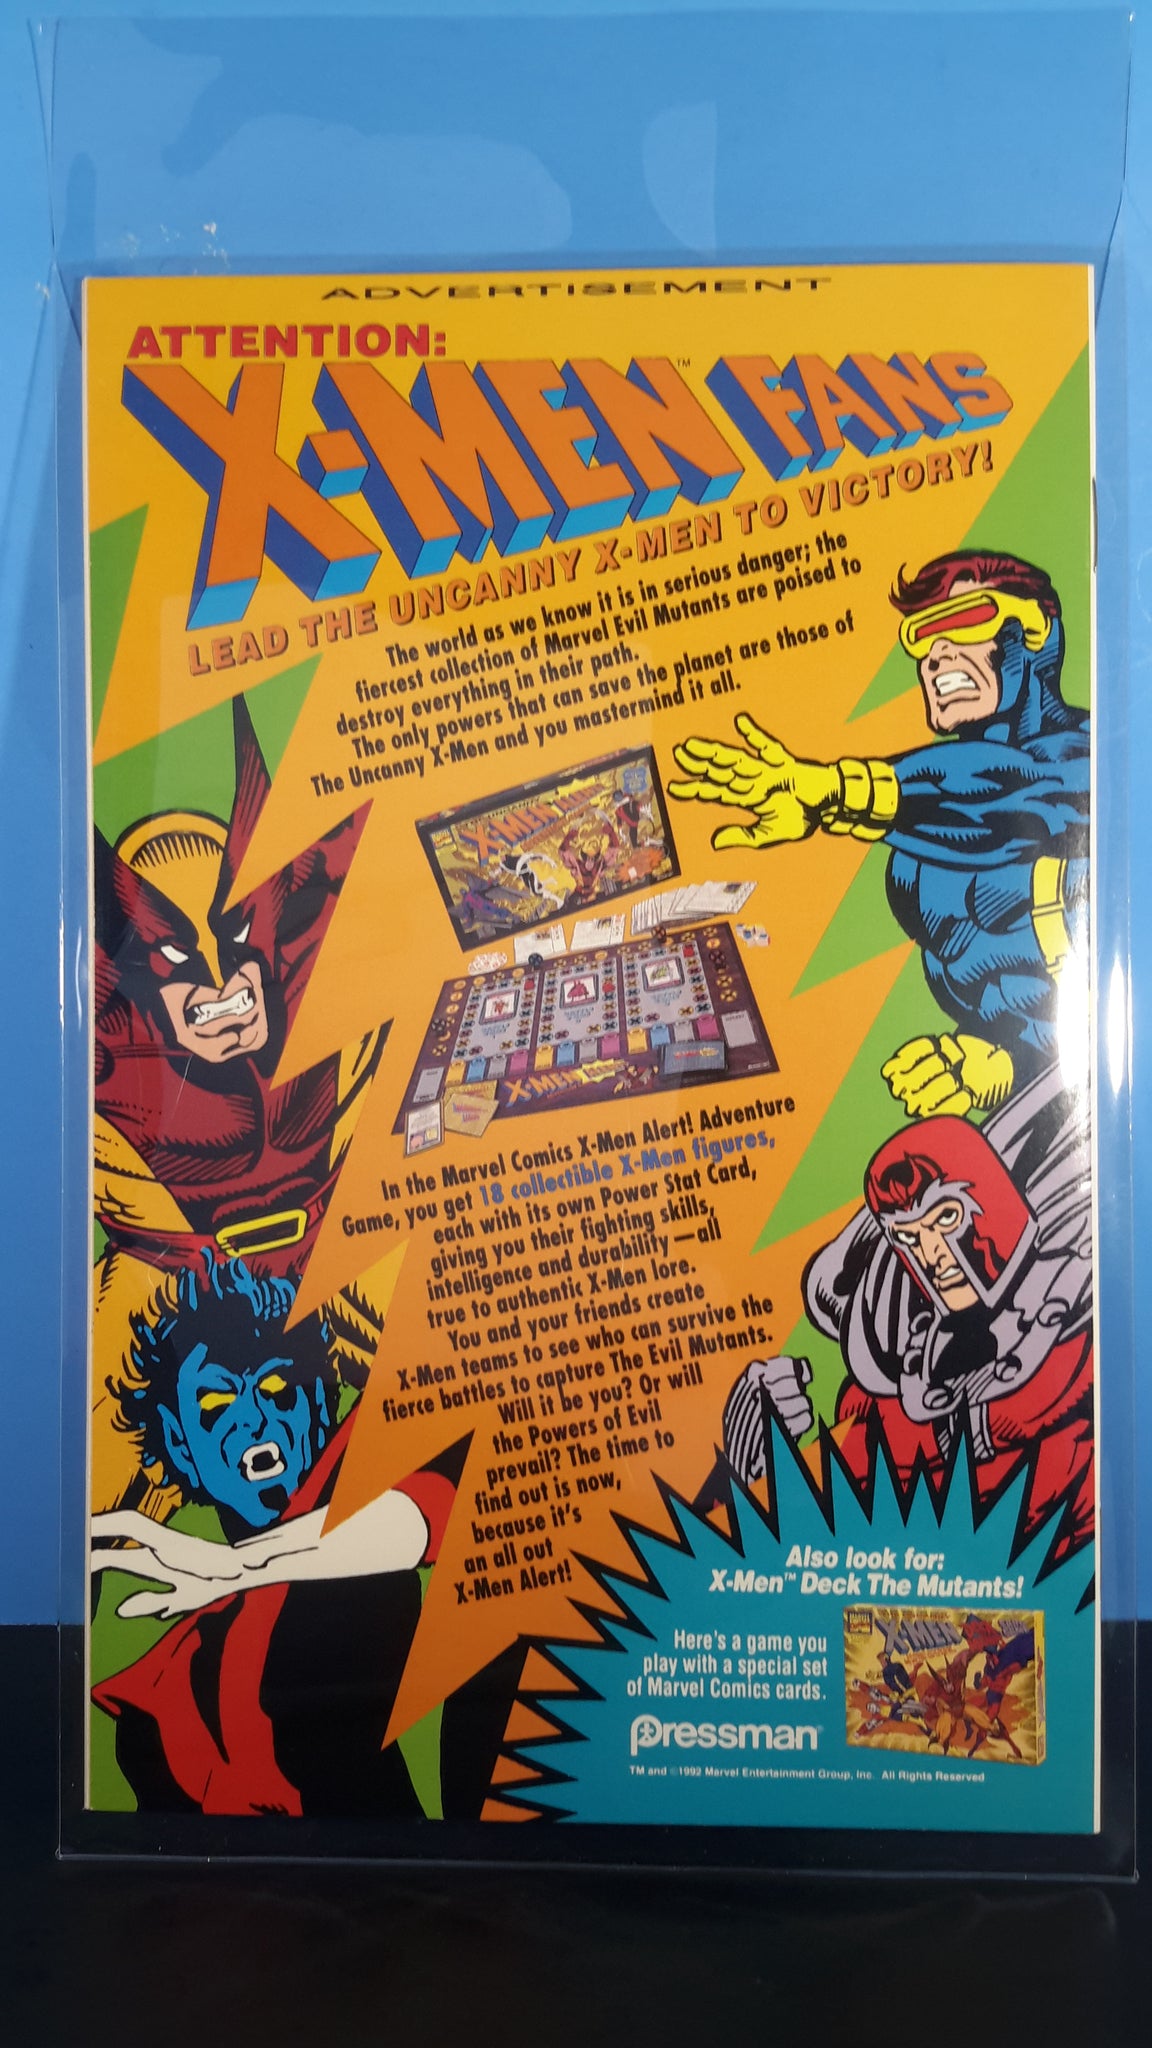 ADVERTISEMENT
ATTENTION:
X-MEN™ FANS
LEAD THE UNCANNY X-MEN TO VICTORY!
The world as we know it is in serious danger; the
fiercest collection of Marvel Evil Mutants are poised to
destroy everything in their path.
The only powers that can save the planet are those of
The Uncanny X-Men and you mastermind it all.
X-MEN ALERT
X-MEN
In the Marvel Comics X-Men Alert! Adventure
Game, you get 18 collectible X-Men figures,
each with its own Power Stat Card,
giving you their fighting skills,
intelligence and durability—all
true to authentic X-Men lore.
You and your friends create
X-Men teams to see who can survive the
fierce battles to capture The Evil Mutants.
Will it be you? Or will
the Powers of Evil
prevail? The time to
find out is now,
because it's
an all out
X-Men Alert!
Also look for:
X-Men™ Deck The Mutants!
Here's a game you
play with a special set
of Marvel Comics cards.
X-MEN
Pressman®
TM and ©1992 Marvel Entertainment Group, Inc. All Rights Reserved